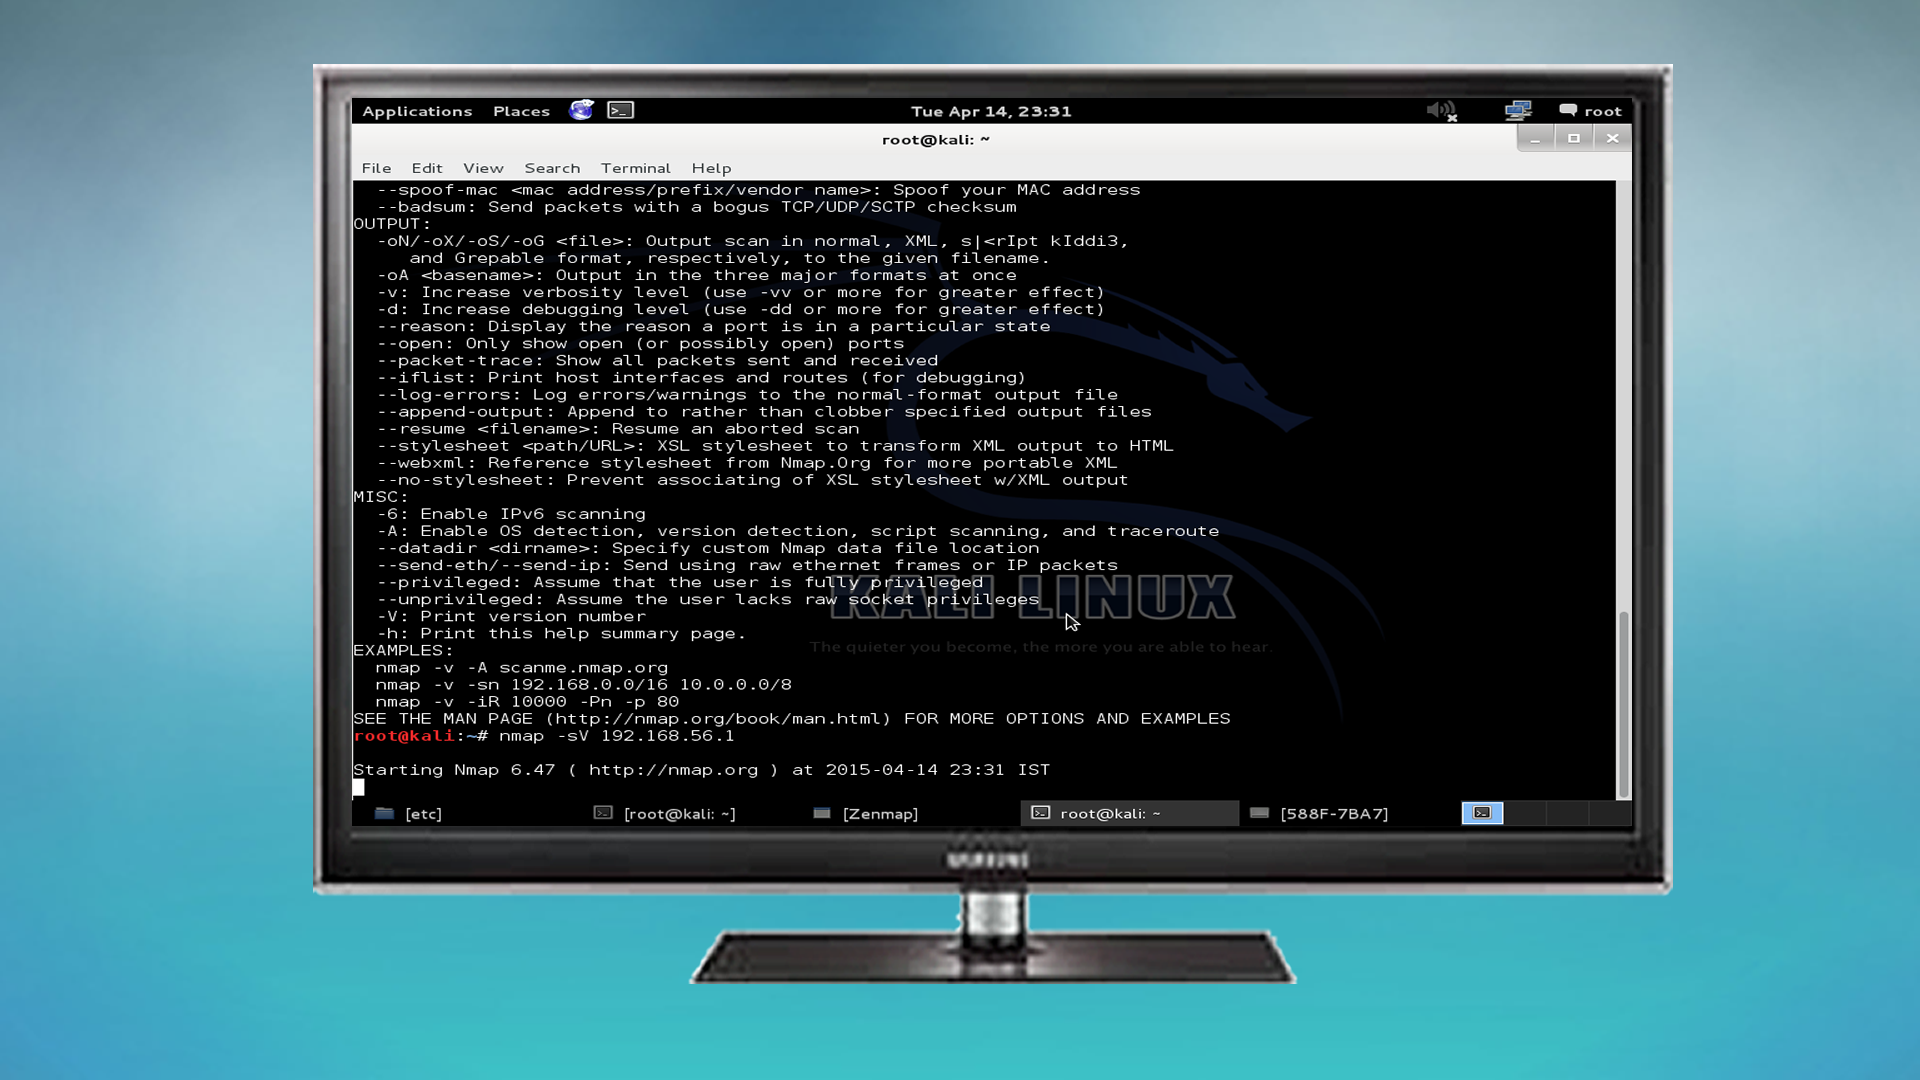 Applications Places Tue Apr 14, 23:31 root
root@kali: ~
File Edit View Search Terminal Help
--spoof-mac <mac address/prefix/vendor name>: Spoof your MAC address
--badsum: Send packets with a bogus TCP/UDP/SCTP checksum
OUTPUT:
-oN/-oX/-oS/-oG <file>: Output scan in normal, XML, s|<rIpt kIddi3,
and Grepable format, respectively, to the given filename.
-oA <basename>: Output in the three major formats at once
-v: Increase verbosity level (use -vv or more for greater effect)
-d: Increase debugging level (use -dd or more for greater effect)
--reason: Display the reason a port is in a particular state
--open: Only show open (or possibly open) ports
--packet-trace: Show all packets sent and received
--iflist: Print host interfaces and routes (for debugging)
--log-errors: Log errors/warnings to the normal-format output file
--append-output: Append to rather than clobber specified output files
--resume <filename>: Resume an aborted scan
--stylesheet <path/URL>: XSL stylesheet to transform XML output to HTML
--webxml: Reference stylesheet from Nmap.Org for more portable XML
--no-stylesheet: Prevent associating of XSL stylesheet w/XML output
MISC:
-6: Enable IPv6 scanning
-A: Enable OS detection, version detection, script scanning, and traceroute
--datadir <dirname>: Specify custom Nmap data file location
--send-eth/--send-ip: Send using raw ethernet frames or IP packets
--privileged: Assume that the user is fully privileged
--unprivileged: Assume the user lacks raw socket privileges
KALI LINUX
-V: Print version number
-h: Print this help summary page.
The quieter you become, the more you are able to hear.
EXAMPLES:
nmap -v -A scanme.nmap.org
nmap -v -sn 192.168.0.0/16 10.0.0.0/8
nmap -v -iR 10000 -Pn -p 80
SEE THE MAN PAGE (http://nmap.org/book/man.html) FOR MORE OPTIONS AND EXAMPLES
root@kali:~# nmap -sV 192.168.56.1
Starting Nmap 6.47 ( http://nmap.org ) at 2015-04-14 23:31 IST
[etc] [root@kali: ~] [Zenmap] root@kali: ~ [588F-7BA7]
SAMSUNG